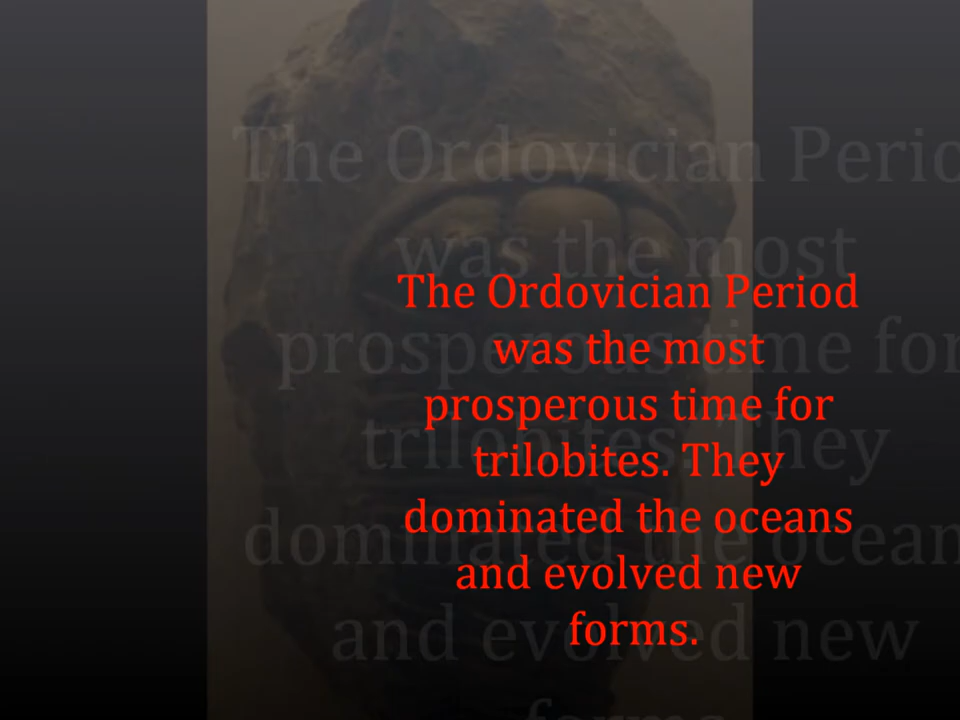 The Ordovician Period
was the most
prosperous time for
trilobites. They
dominated the oceans
and evolved new
forms.